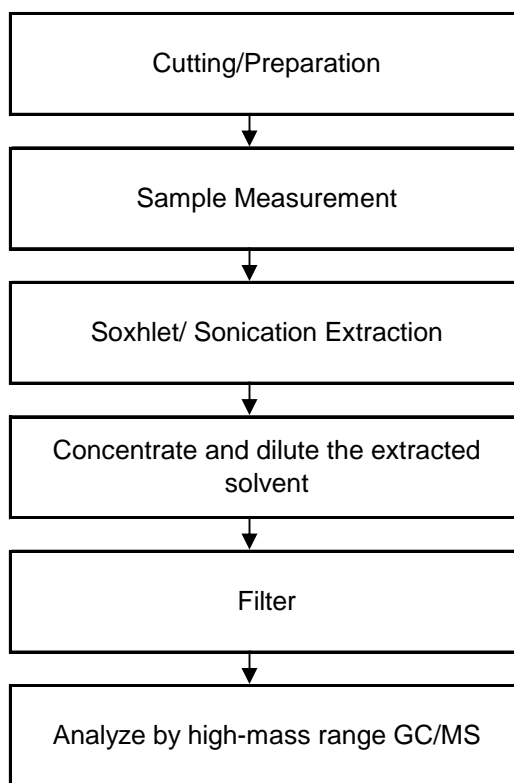 Cutting/Preparation
Sample Measurement
Soxhlet/ Sonication Extraction
Concentrate and dilute the extracted
solvent
Filter
Analyze by high-mass range GC/MS